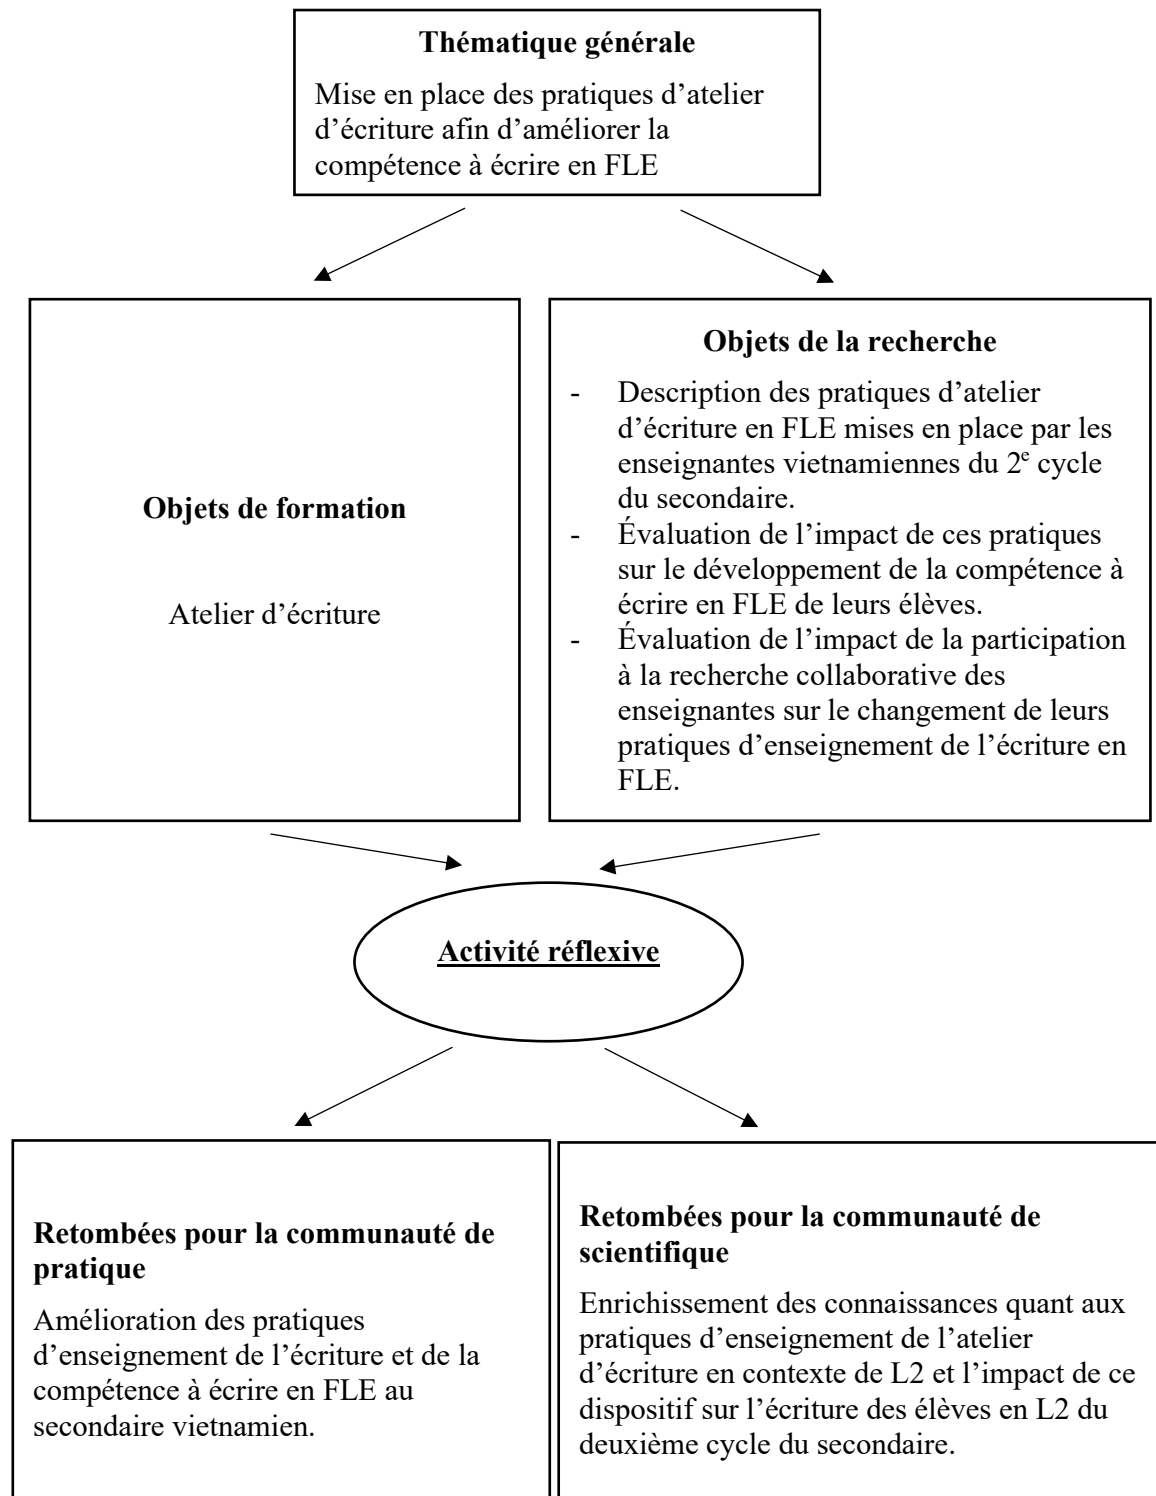 Thématique générale
Mise en place des pratiques d’atelier
d’écriture afin d’améliorer la
compétence à écrire en FLE
Objets de formation
Atelier d’écriture
Objets de la recherche
- Description des pratiques d’atelier
d’écriture en FLE mises en place par les
enseignantes vietnamiennes du 2e cycle
du secondaire.
- Évaluation de l’impact de ces pratiques
sur le développement de la compétence à
écrire en FLE de leurs élèves.
- Évaluation de l’impact de la participation
à la recherche collaborative des
enseignantes sur le changement de leurs
pratiques d’enseignement de l’écriture en
FLE.
Activité réflexive
Retombées pour la communauté de
pratique
Amélioration des pratiques
d’enseignement de l’écriture et de la
compétence à écrire en FLE au
secondaire vietnamien.
Retombées pour la communauté de
scientifique
Enrichissement des connaissances quant aux
pratiques d’enseignement de l’atelier
d’écriture en contexte de L2 et l’impact de ce
dispositif sur l’écriture des élèves en L2 du
deuxième cycle du secondaire.